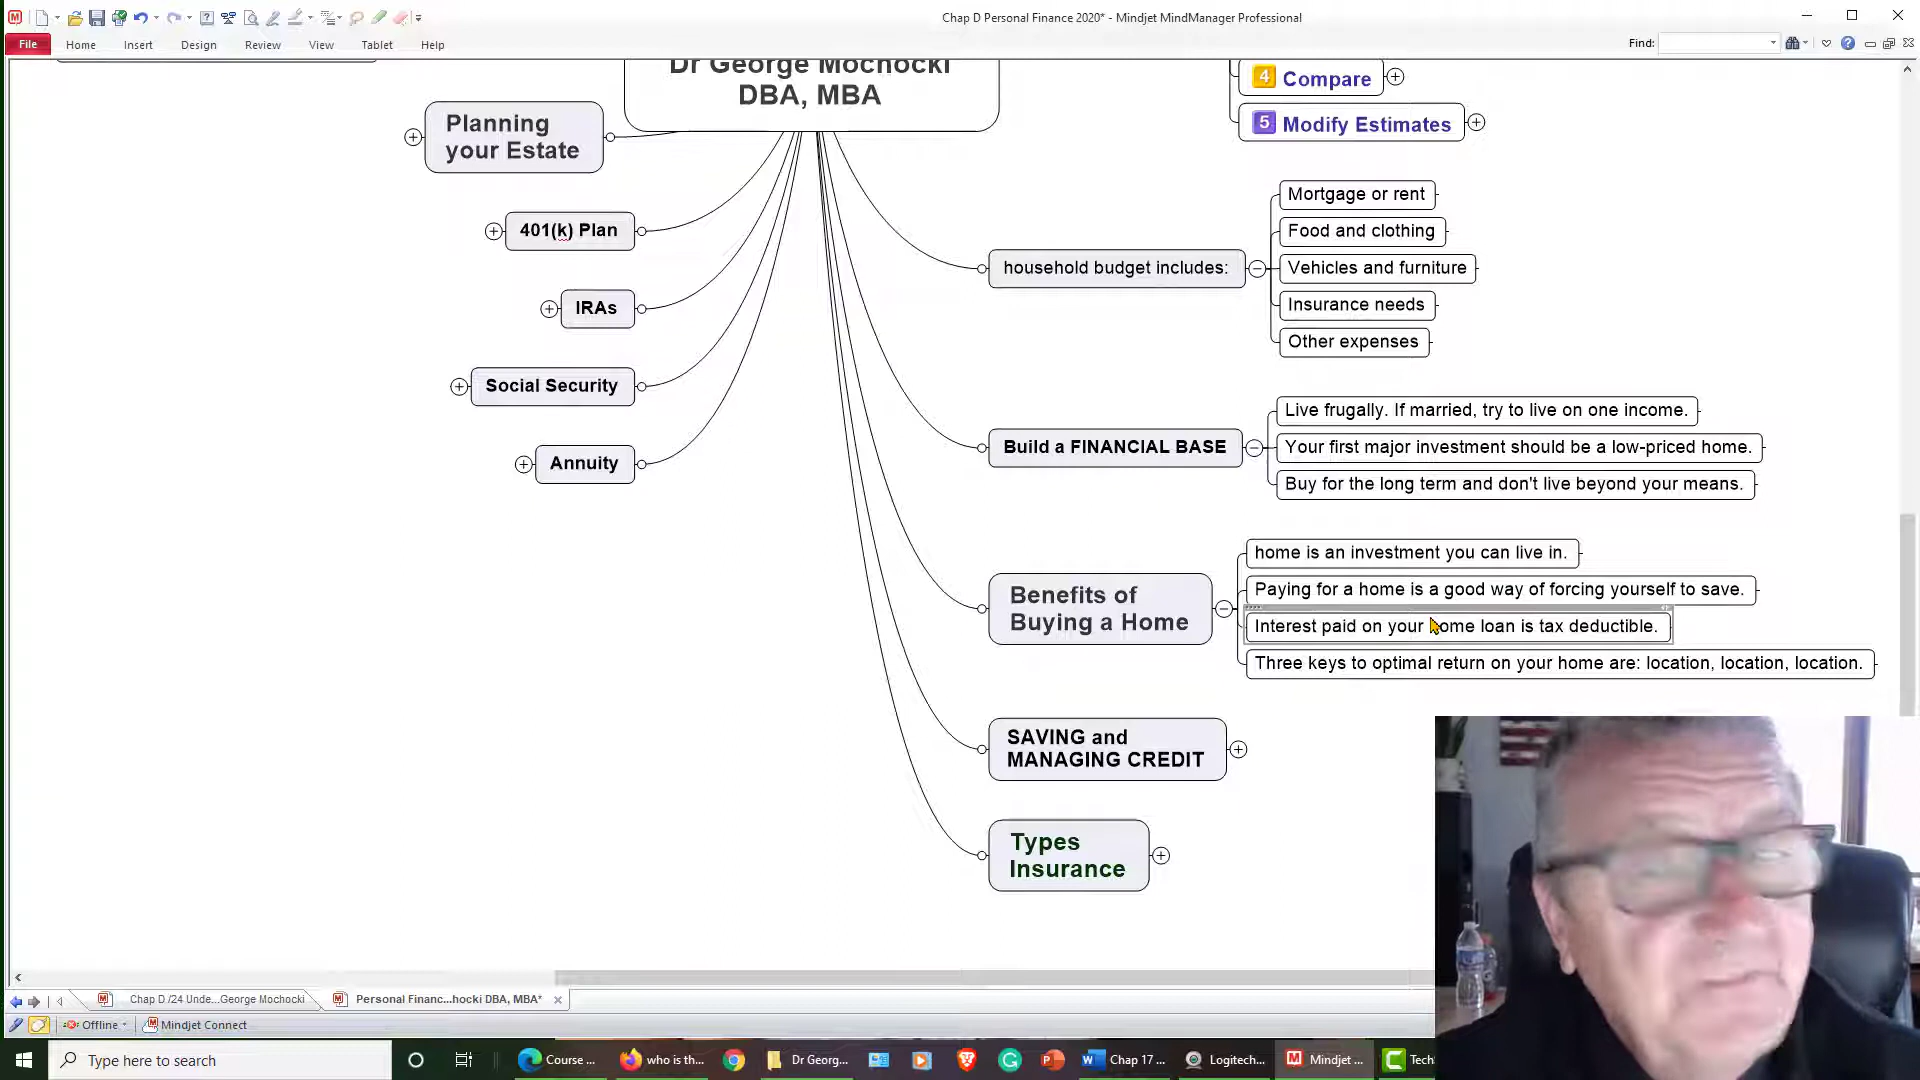 Chap D Personal Finance 2020* - Mindjet MindManager Professional
File Home Insert Design Review View Tablet Help
Find:
Dr George Mochocki
DBA, MBA
Planning
your Estate
401(k) Plan
IRAs
Social Security
Annuity
4 Compare
5 Modify Estimates
household budget includes:
Mortgage or rent
Food and clothing
Vehicles and furniture
Insurance needs
Other expenses
Build a FINANCIAL BASE
Live frugally. If married, try to live on one income.
Your first major investment should be a low-priced home.
Buy for the long term and don't live beyond your means.
Benefits of
Buying a Home
home is an investment you can live in.
Paying for a home is a good way of forcing yourself to save.
Interest paid on your home loan is tax deductible.
Three keys to optimal return on your home are: location, location, location.
SAVING and
MANAGING CREDIT
Types
Insurance
Chap D /24 Unde...George Mochocki
Personal Financ...hocki DBA, MBA*
Offline
Mindjet Connect
Type here to search
Course ...
who is th...
Dr Georg...
Chap 17 ...
Logitech...
Mindjet ...
Tech